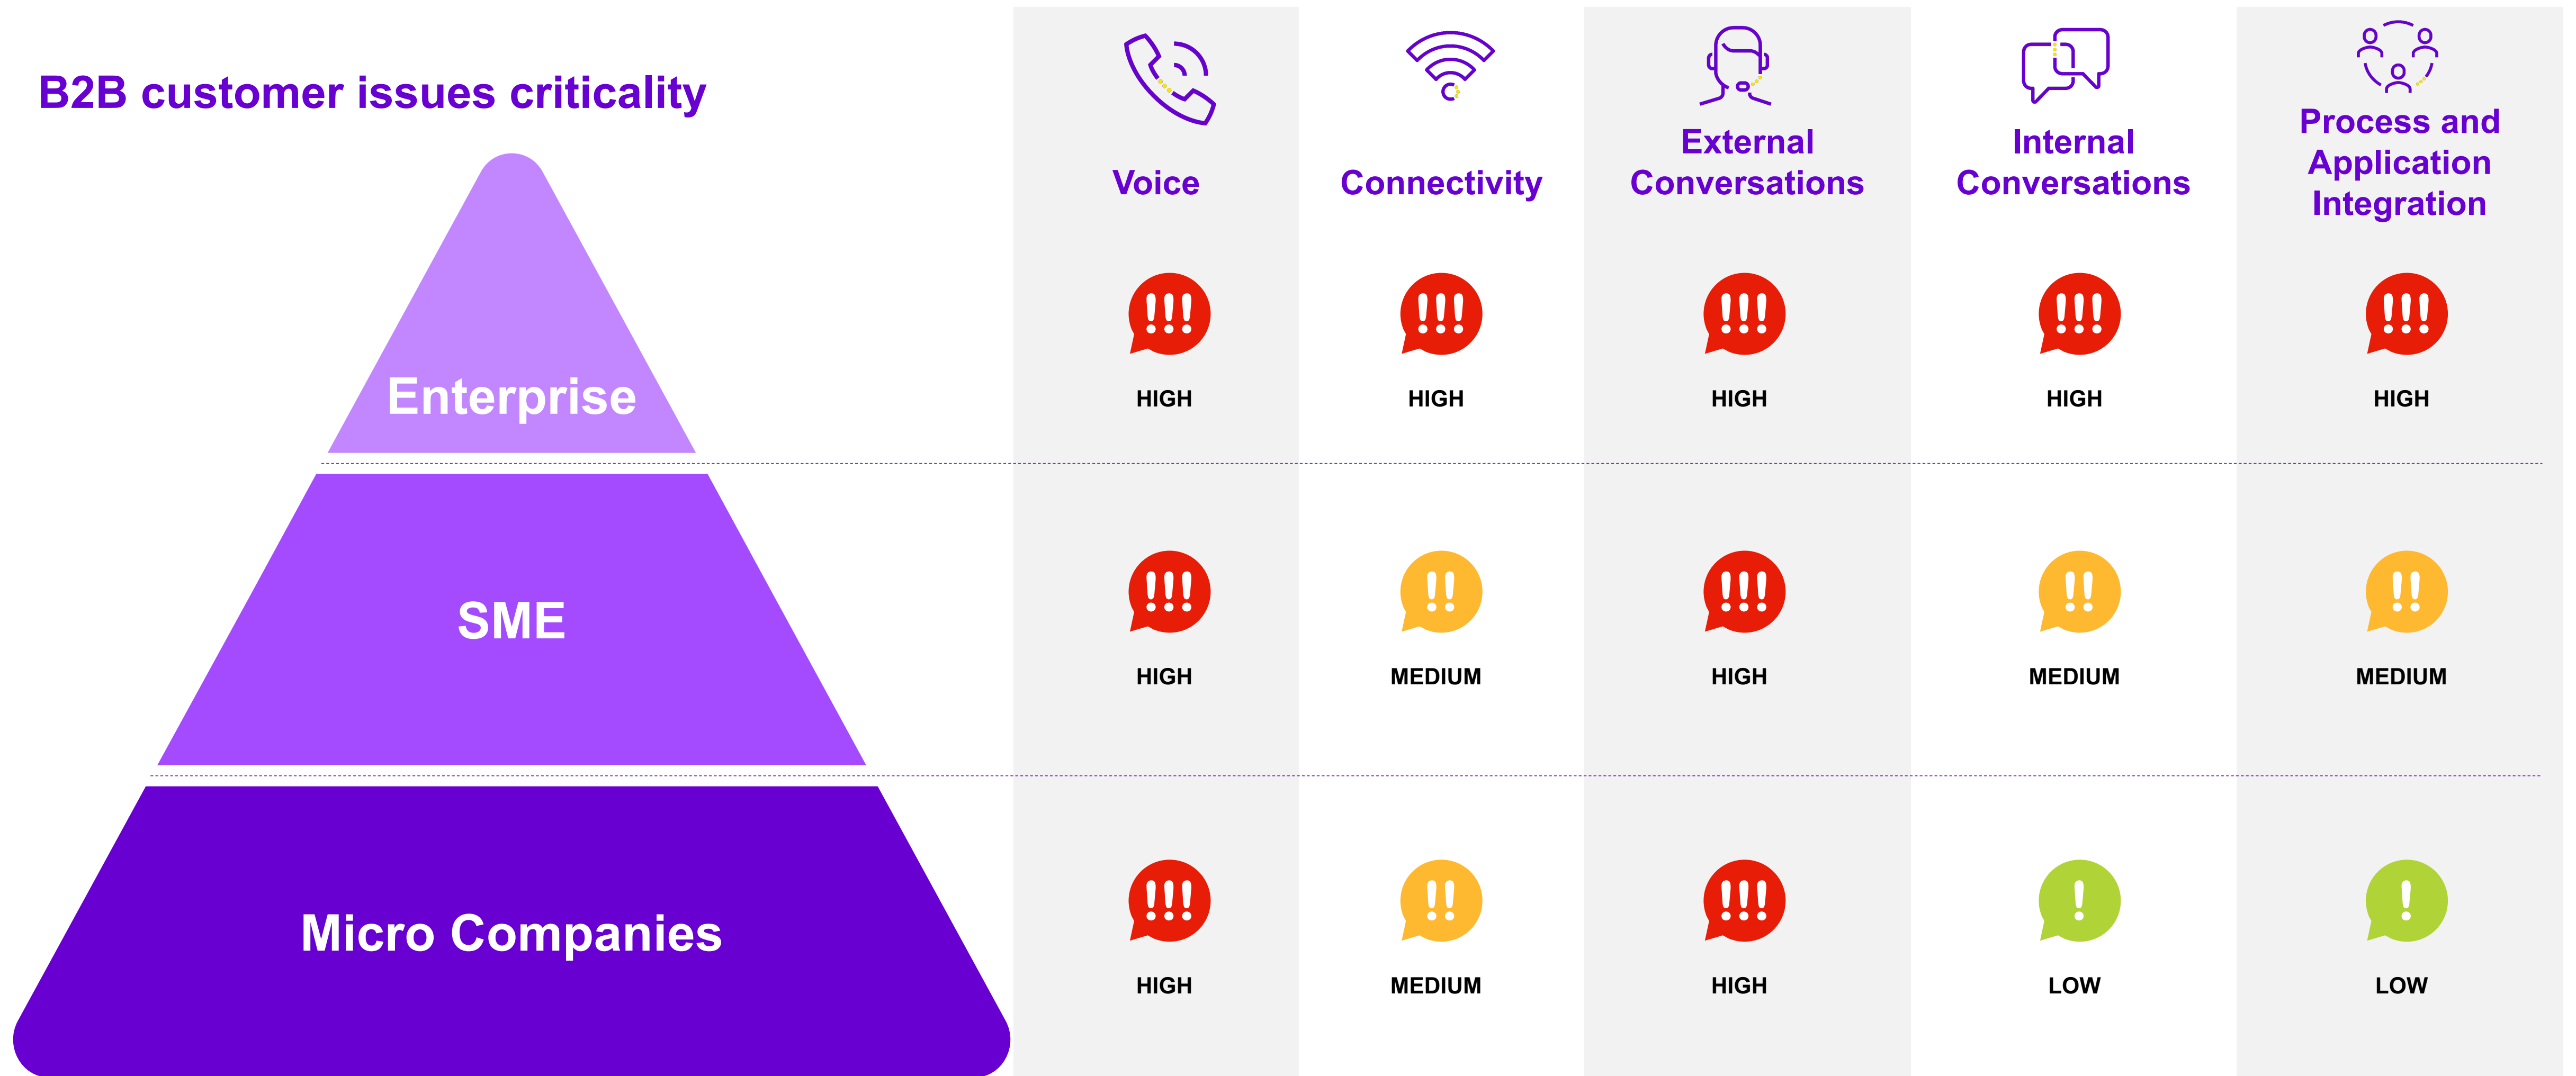 B2B customer issues criticality
Voice
Connectivity
External
Conversations
Internal
Conversations
Process and
Application
Integration
Enterprise
HIGH
HIGH
HIGH
HIGH
HIGH
SME
HIGH
MEDIUM
HIGH
MEDIUM
MEDIUM
Micro Companies
HIGH
MEDIUM
HIGH
LOW
LOW